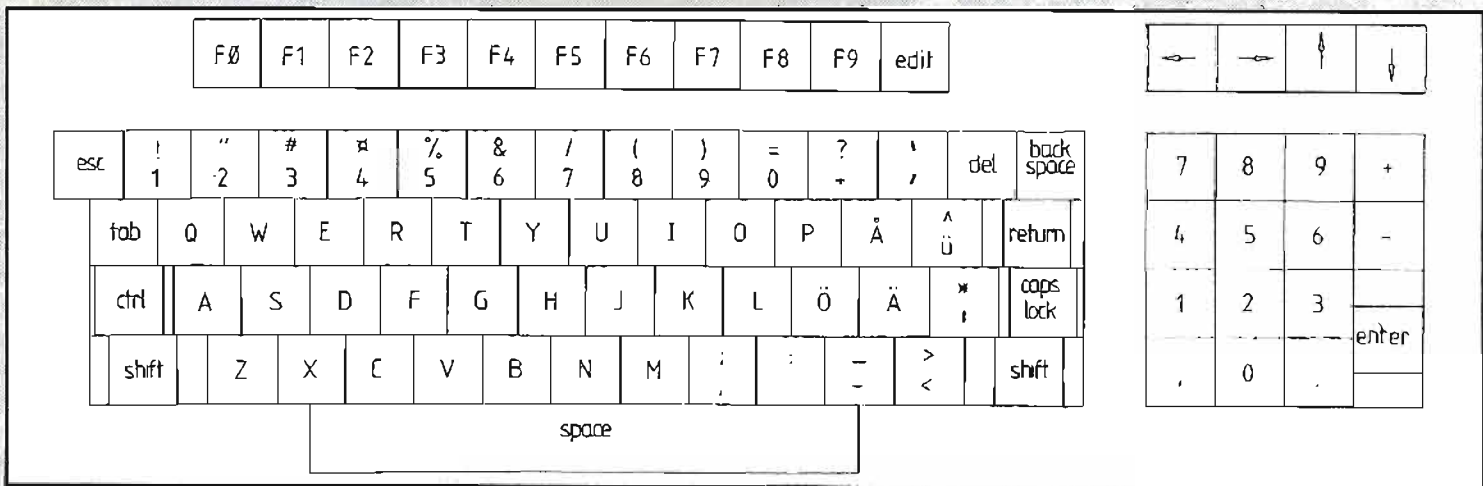 FØ F1 F2 F3 F4 F5 F6 F7 F8 F9 edit ← → ↑ ↓
! " # ¤ % & / ( ) = ? ` back
esc 1 2 3 4 5 6 7 8 9 0 + ´ del space 7 8 9 +
^
tab Q W E R T Y U I O P Å ü return 4 5 6 -
* caps
ctrl A S D F G H J K L Ö Ä ' lock 1 2 3
enter
; : _ >
shift Z X C V B N M , - < shift , 0 .
space